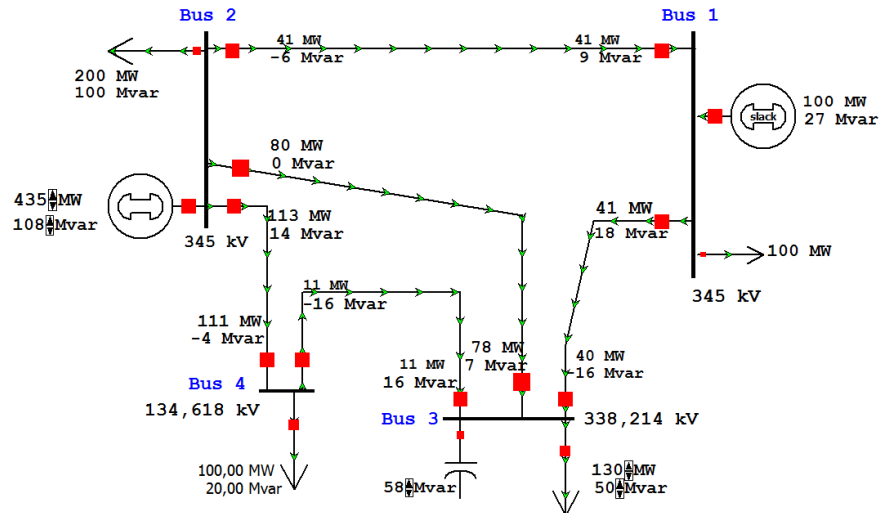 Bus 2
Bus 1
41 MW
-6 Mvar
41 MW
9 Mvar
200 MW
100 Mvar
slack
100 MW
27 Mvar
80 MW
0 Mvar
435 MW
108 Mvar
113 MW
14 Mvar
41 MW
18 Mvar
345 kV
100 MW
11 MW
-16 Mvar
345 kV
111 MW
-4 Mvar
78 MW
7 Mvar
11 MW
16 Mvar
40 MW
-16 Mvar
Bus 4
134,618 kV
Bus 3
338,214 kV
100,00 MW
20,00 Mvar
58 Mvar
130 MW
50 Mvar